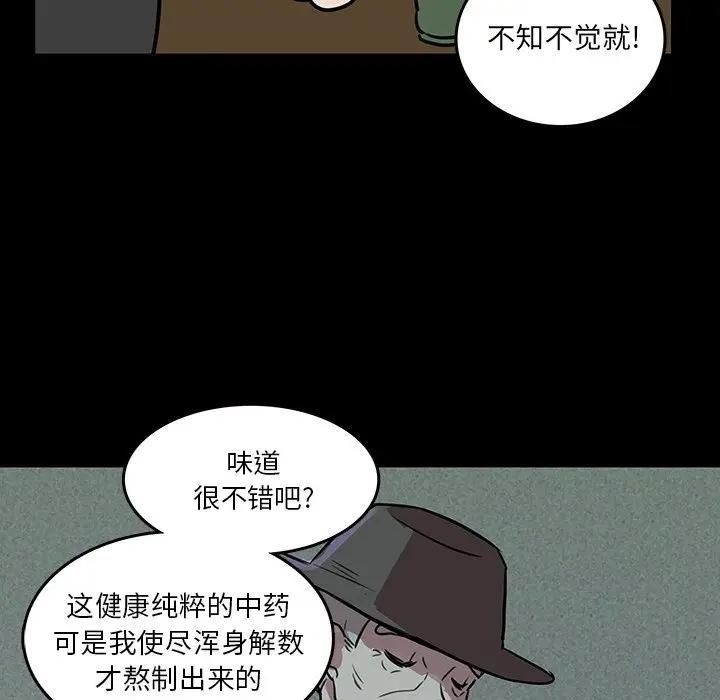 不知不觉就!
味道
很不错吧?
这健康纯粹的中药
可是我使尽浑身解数
才熬制出来的